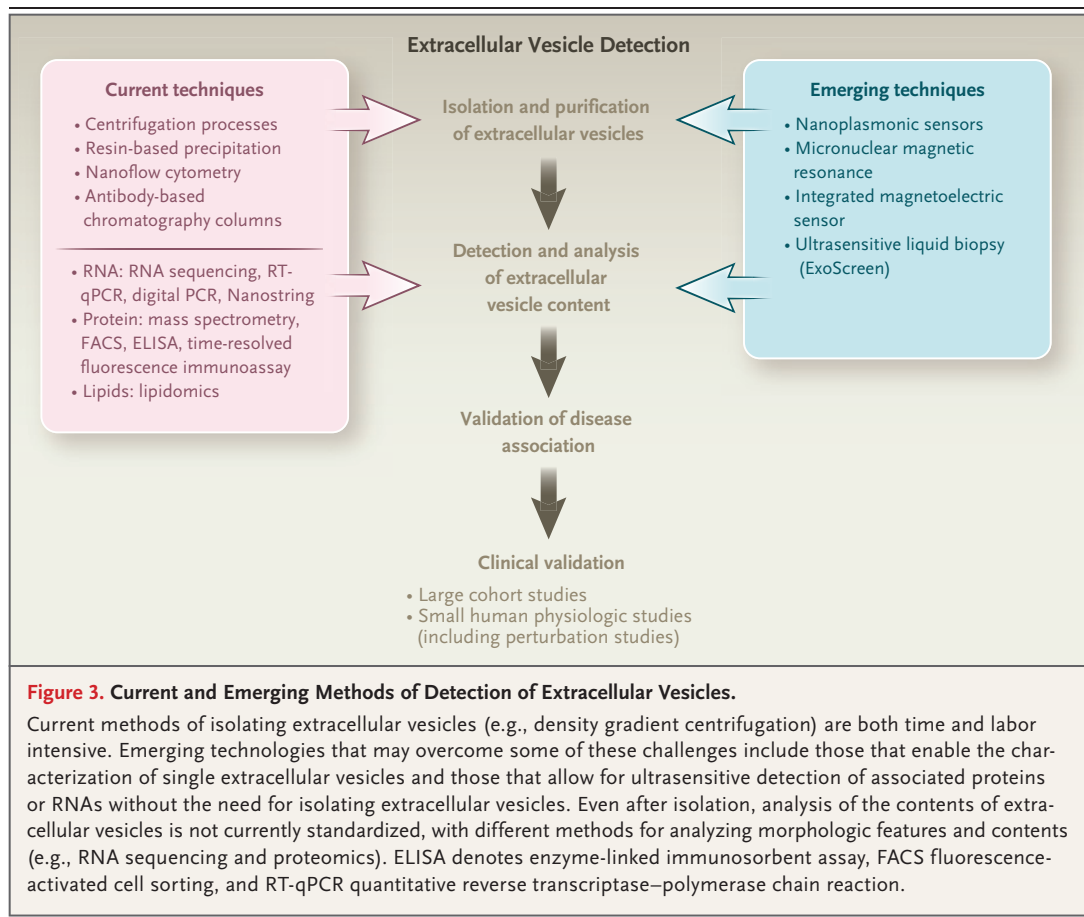 Extracellular Vesicle Detection
Current techniques
• Centrifugation processes
• Resin-based precipitation
• Nanoflow cytometry
• Antibody-based
chromatography columns
• RNA: RNA sequencing, RT-
qPCR, digital PCR, Nanostring
• Protein: mass spectrometry,
FACS, ELISA, time-resolved
fluorescence immunoassay
• Lipids: lipidomics
Isolation and purification
of extracellular vesicles
Detection and analysis
of extracellular
vesicle content
Validation of disease
association
Clinical validation
• Large cohort studies
• Small human physiologic studies
(including perturbation studies)
Emerging techniques
• Nanoplasmonic sensors
• Micronuclear magnetic
resonance
• Integrated magnetoelectric
sensor
• Ultrasensitive liquid biopsy
(ExoScreen)
Figure 3. Current and Emerging Methods of Detection of Extracellular Vesicles.
Current methods of isolating extracellular vesicles (e.g., density gradient centrifugation) are both time and labor
intensive. Emerging technologies that may overcome some of these challenges include those that enable the char-
acterization of single extracellular vesicles and those that allow for ultrasensitive detection of associated proteins
or RNAs without the need for isolating extracellular vesicles. Even after isolation, analysis of the contents of extra-
cellular vesicles is not currently standardized, with different methods for analyzing morphologic features and contents
(e.g., RNA sequencing and proteomics). ELISA denotes enzyme-linked immunosorbent assay, FACS fluorescence-
activated cell sorting, and RT-qPCR quantitative reverse transcriptase–polymerase chain reaction.